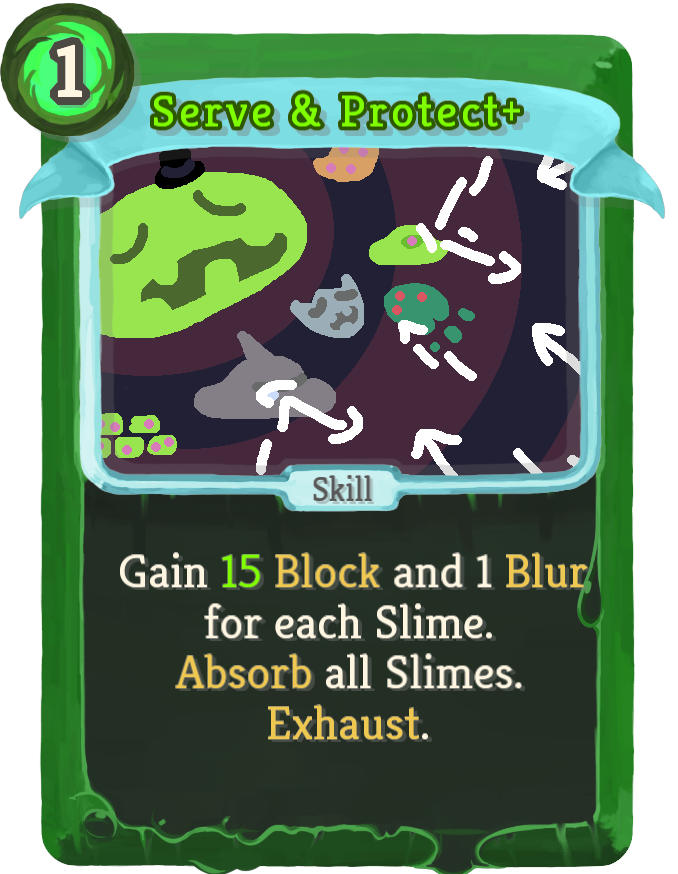 1
Serve & Protect+
Skill
Gain 15 Block and 1 Blur
for each Slime.
Absorb all Slimes.
Exhaust.